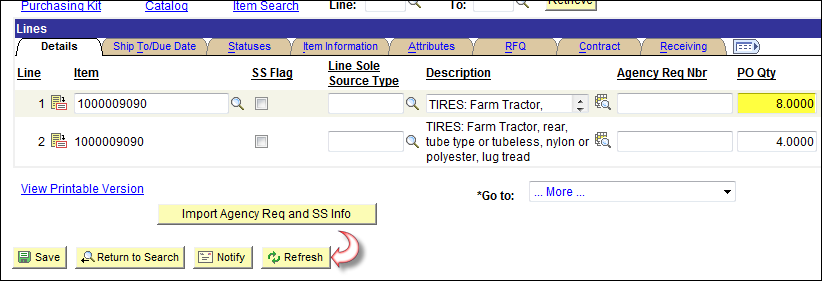 Purchasing Kit Catalog Item Search Line: To: Retrieve
Lines
Details Ship To/Due Date Statuses Item Information Attributes RFQ Contract Receiving
Line Item SS Flag Line Sole Source Type Description Agency Req Nbr PO Qty
1 1000009090 TIRES: Farm Tractor, 8.0000
2 1000009090 TIRES: Farm Tractor, rear, 4.0000
tube type or tubeless, nylon or
polyester, lug tread
View Printable Version *Go to: ... More ...
Import Agency Req and SS Info
Save Return to Search Notify Refresh